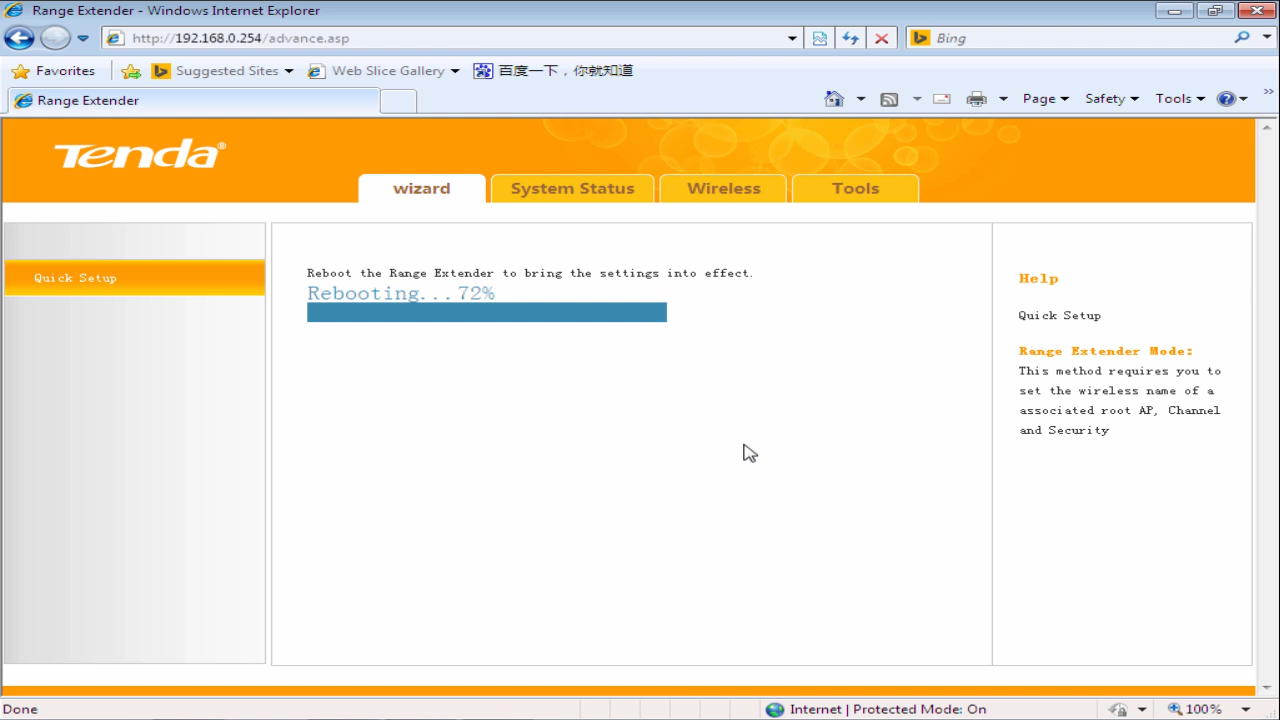 Range Extender - Windows Internet Explorer
http://192.168.0.254/advance.asp
Bing
Favorites Suggested Sites Web Slice Gallery 百度一下，你就知道
Range Extender
Page Safety Tools
Tenda®
wizard System Status Wireless Tools
Quick Setup
Reboot the Range Extender to bring the settings into effect.
Rebooting...72%
Help
Quick Setup
Range Extender Mode:
This method requires you to
set the wireless name of a
associated root AP, Channel
and Security
Done
Internet | Protected Mode: On
100%